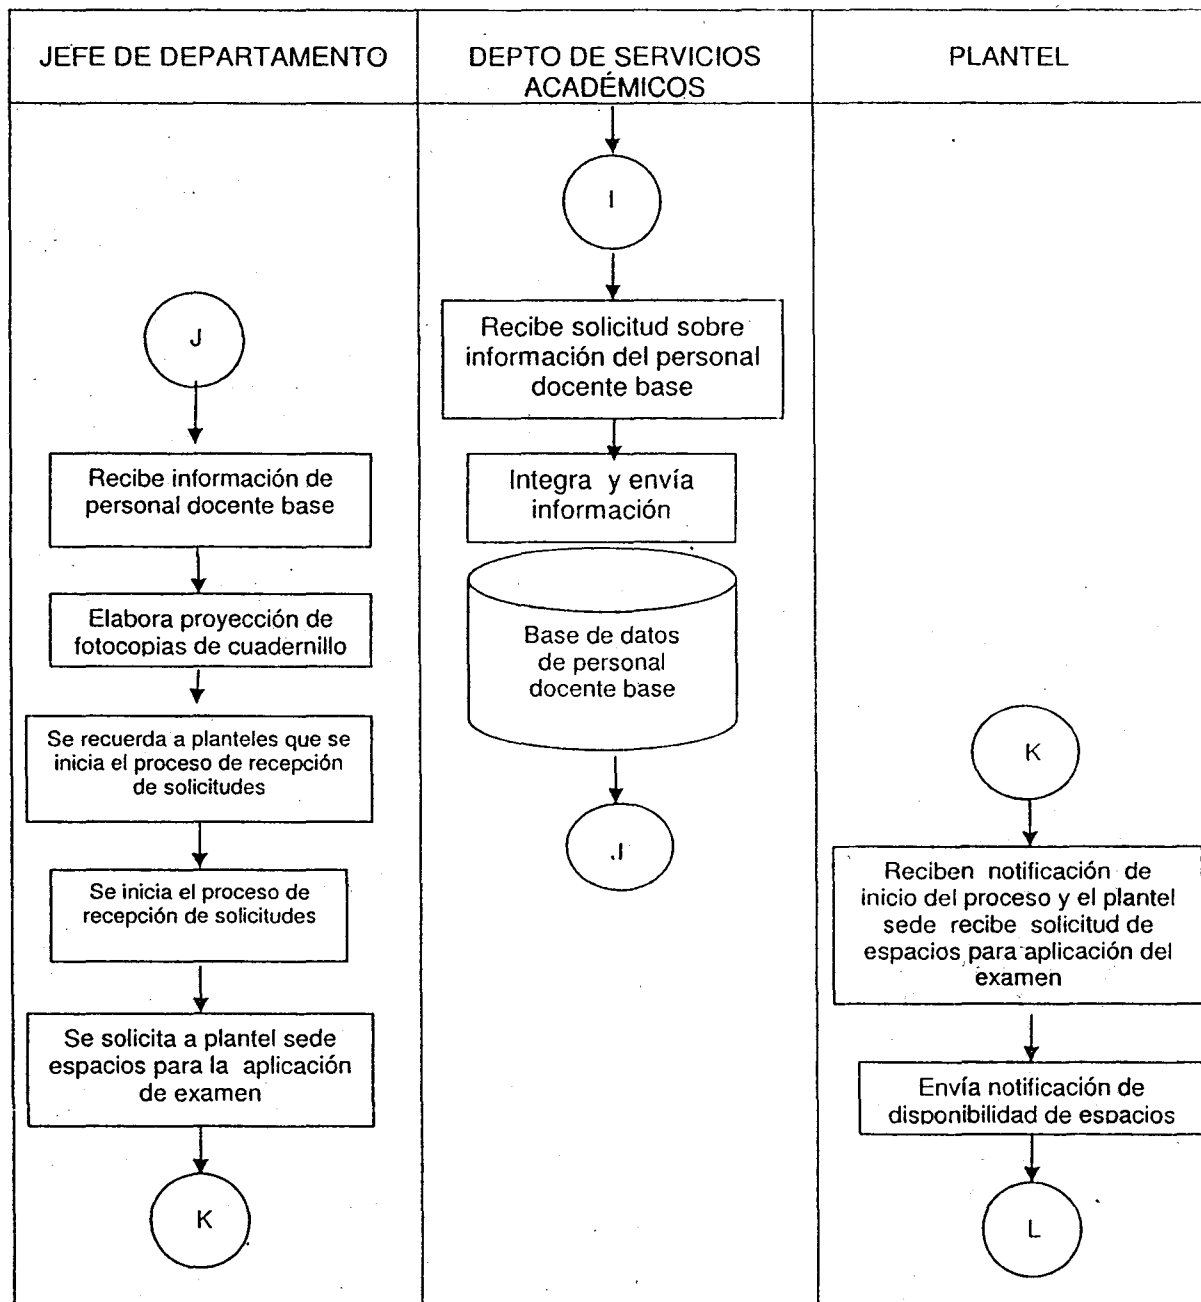 JEFE DE DEPARTAMENTO
DEPTO DE SERVICIOS
ACADÉMICOS
PLANTEL
I
Recibe solicitud sobre
información del personal
docente base
Integra y envía
información
Base de datos
de personal
docente base
J
J
Recibe información de
personal docente base
Elabora proyección de
fotocopias de cuadernillo
Se recuerda a planteles que se
inicia el proceso de recepción
de solicitudes
Se inicia el proceso de
recepción de solicitudes
Se solicita a plantel sede
espacios para la aplicación
de examen
K
K
Reciben notificación de
inicio del proceso y el plantel
sede recibe solicitud de
espacios para aplicación del
examen
Envía notificación de
disponibilidad de espacios
L